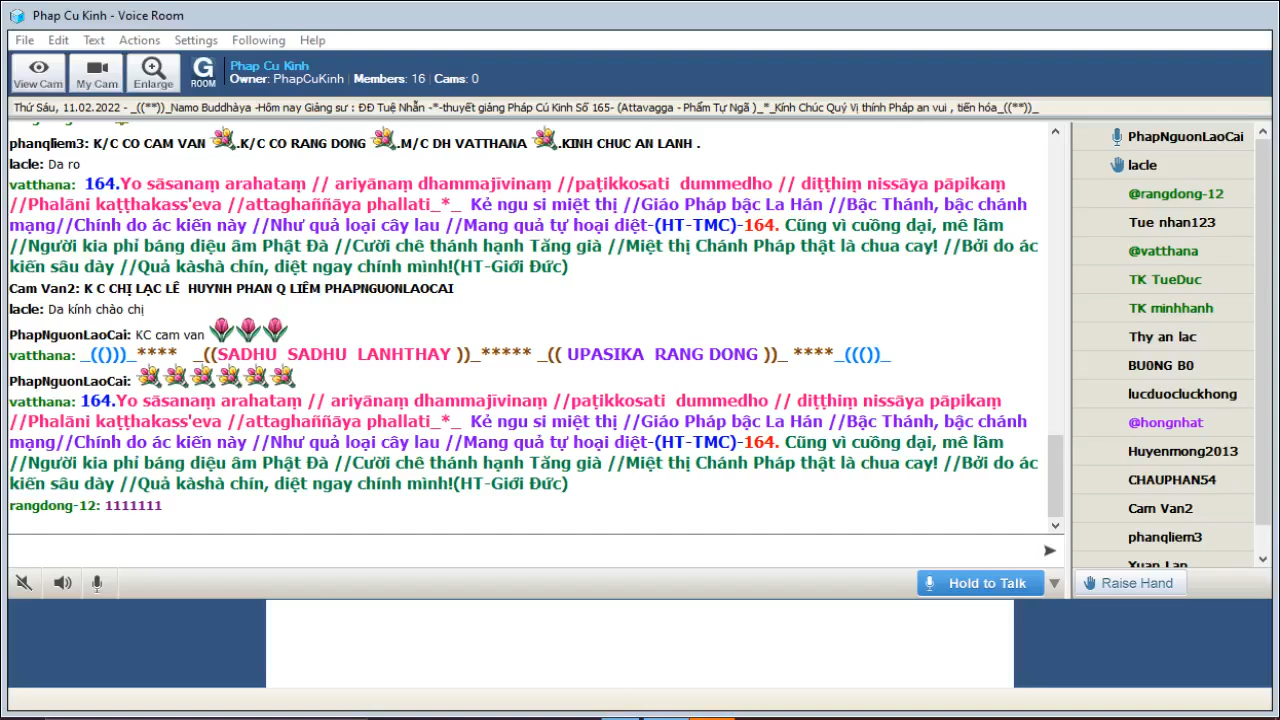 Phap Cu Kinh - Voice Room
File Edit Text Actions Settings Following Help
View Cam My Cam Enlarge G ROOM
Phap Cu Kinh
Owner: PhapCuKinh Members: 16 Cams: 0
Thứ Sáu, 11.02.2022 - _((**))_Namo Buddhàya -Hôm nay Giảng sư : ĐĐ Tuệ Nhẫn -*-thuyết giảng Pháp Cú Kinh Số 165- (Attavagga - Phẩm Tự Ngã )_*_Kính Chúc Quý Vị thính Pháp an vui , tiến hóa_((**))_
phanqliem3: K/C CO CAM VAN .K/C CO RANG DONG .M/C DH VATTHANA .KINH CHUC AN LANH .
lacle: Da ro
vatthana: 164.Yo sāsanaṃ arahataṃ // ariyānaṃ dhammajīvinaṃ //paṭikkosati dummedho // diṭṭhiṃ nissāya pāpikaṃ
//Phalāni kaṭṭhakass'eva //attaghaññāya phallati_*_ Kẻ ngu si miệt thị //Giáo Pháp bậc La Hán //Bậc Thánh, bậc chánh
mạng//Chính do ác kiến này //Như quả loại cây lau //Mang quả tự hoại diệt-(HT-TMC)-164. Cũng vì cuồng dại, mê lầm
//Người kia phỉ báng diệu âm Phật Đà //Cười chê thánh hạnh Tăng già //Miệt thị Chánh Pháp thật là chua cay! //Bởi do ác
kiến sâu dày //Quả kàshà chín, diệt ngay chính mình!(HT-Giới Đức)
Cam Van2: K C CHỊ LẠC LÊ HUYNH PHAN Q LIÊM PHAPNGUONLAOCAI
lacle: Da kính chào chị
PhapNguonLaoCai: KC cam van
vatthana: _(()))_**** _((SADHU SADHU LANHTHAY ))_***** _(( UPASIKA RANG DONG ))_ ****_((())_
PhapNguonLaoCai:
vatthana: 164.Yo sāsanaṃ arahataṃ // ariyānaṃ dhammajīvinaṃ //paṭikkosati dummedho // diṭṭhiṃ nissāya pāpikaṃ
//Phalāni kaṭṭhakass'eva //attaghaññāya phallati_*_ Kẻ ngu si miệt thị //Giáo Pháp bậc La Hán //Bậc Thánh, bậc chánh
mạng//Chính do ác kiến này //Như quả loại cây lau //Mang quả tự hoại diệt-(HT-TMC)-164. Cũng vì cuồng dại, mê lầm
//Người kia phỉ báng diệu âm Phật Đà //Cười chê thánh hạnh Tăng già //Miệt thị Chánh Pháp thật là chua cay! //Bởi do ác
kiến sâu dày //Quả kàshà chín, diệt ngay chính mình!(HT-Giới Đức)
rangdong-12: 1111111
Hold to Talk
PhapNguonLaoCai
lacle
@rangdong-12
Tue nhan123
@vatthana
TK TueDuc
TK minhhanh
Thy an lac
BU0NG B0
lucduocluckhong
@hongnhat
Huyenmong2013
CHAUPHAN54
Cam Van2
phanqliem3
Xuan Lan
Raise Hand